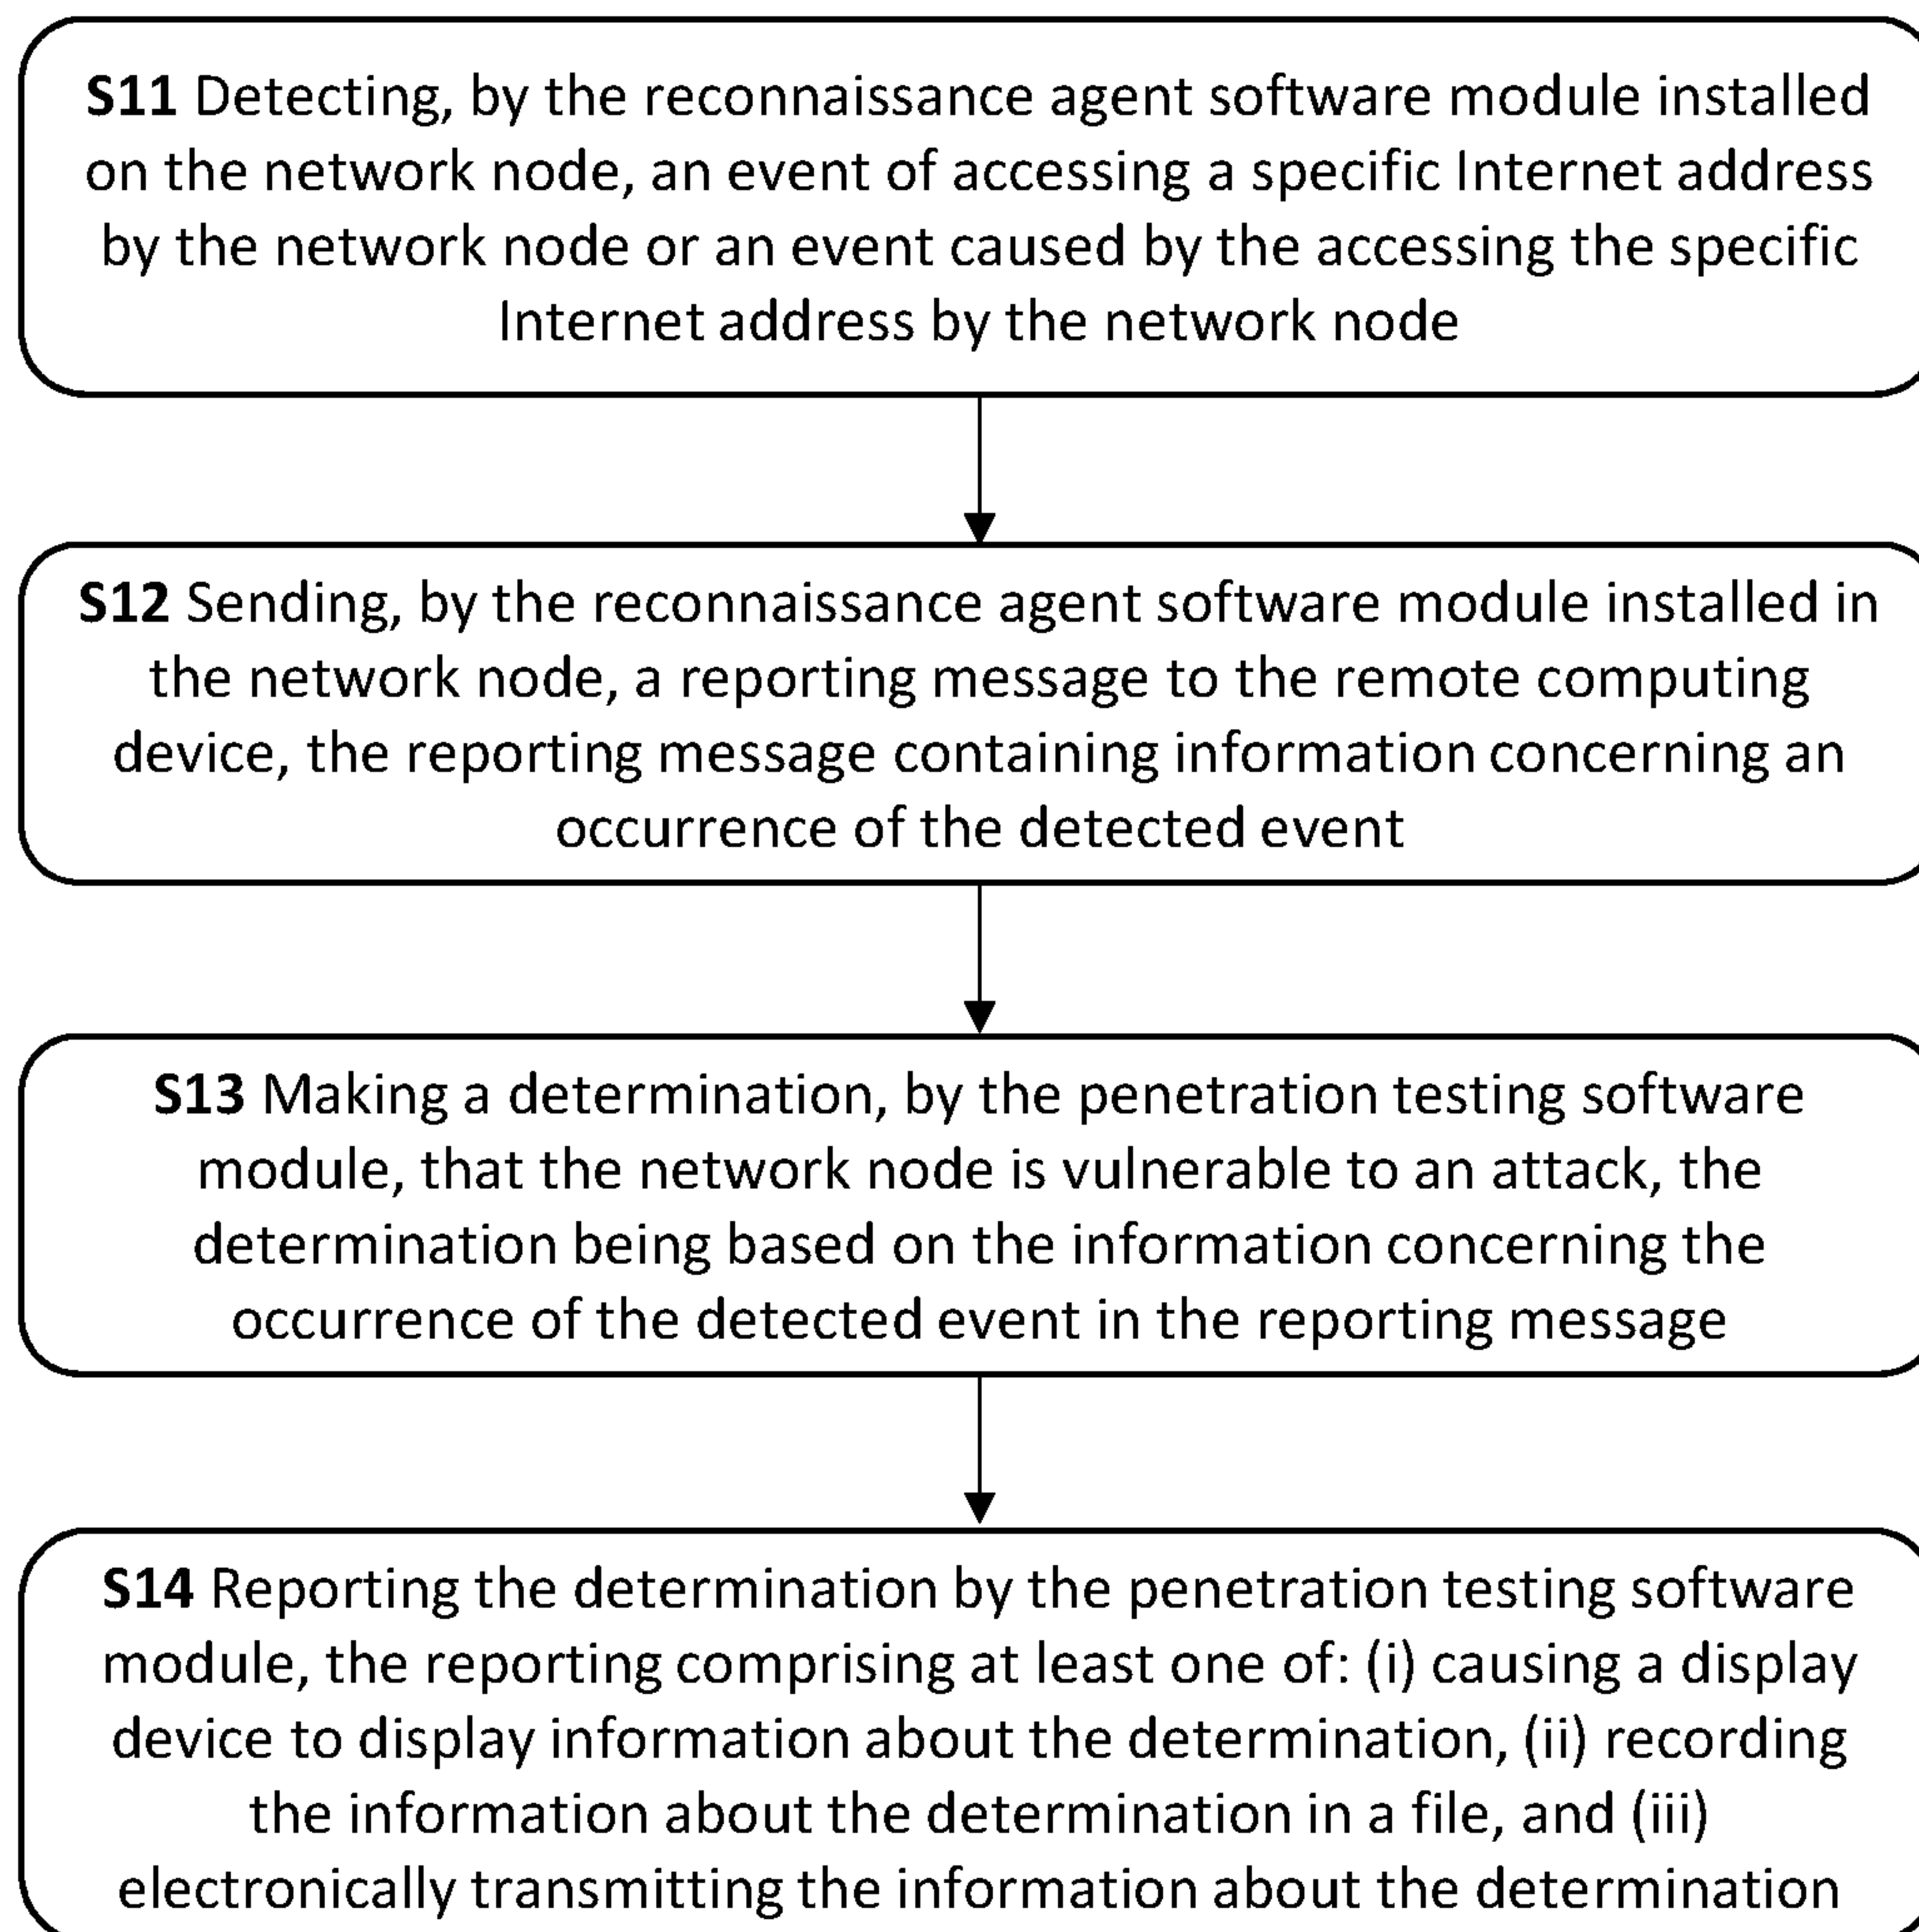 S11 Detecting, by the reconnaissance agent software module installed
on the network node, an event of accessing a specific Internet address
by the network node or an event caused by the accessing the specific
Internet address by the network node
S12 Sending, by the reconnaissance agent software module installed in
the network node, a reporting message to the remote computing
device, the reporting message containing information concerning an
occurrence of the detected event
S13 Making a determination, by the penetration testing software
module, that the network node is vulnerable to an attack, the
determination being based on the information concerning the
occurrence of the detected event in the reporting message
S14 Reporting the determination by the penetration testing software
module, the reporting comprising at least one of: (i) causing a display
device to display information about the determination, (ii) recording
the information about the determination in a file, and (iii)
electronically transmitting the information about the determination